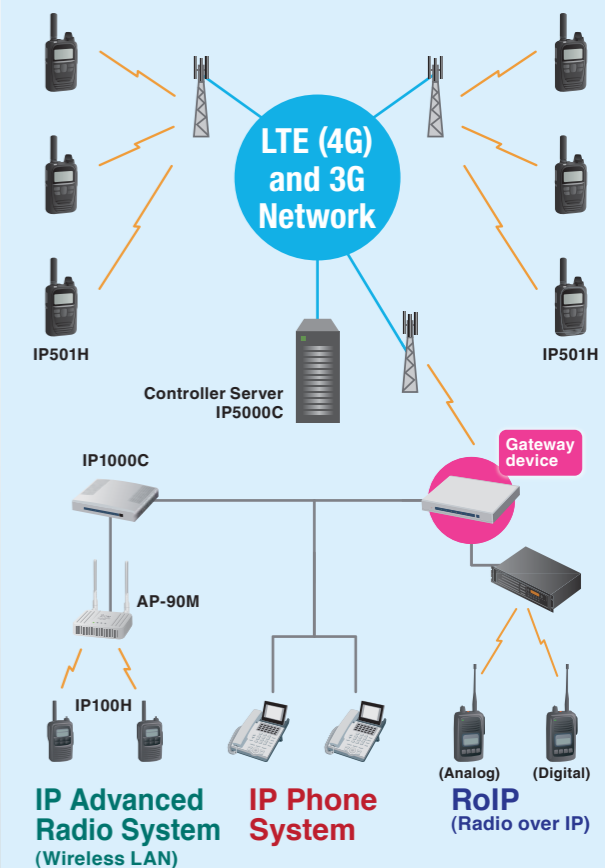 LTE (4G)
and 3G
Network
IP501H
IP501H
Controller Server
IP5000C
Gateway
device
IP1000C
AP-90M
IP100H
(Analog)
(Digital)
IP Advanced
Radio System
(Wireless LAN)
IP Phone
System
RoIP
(Radio over IP)